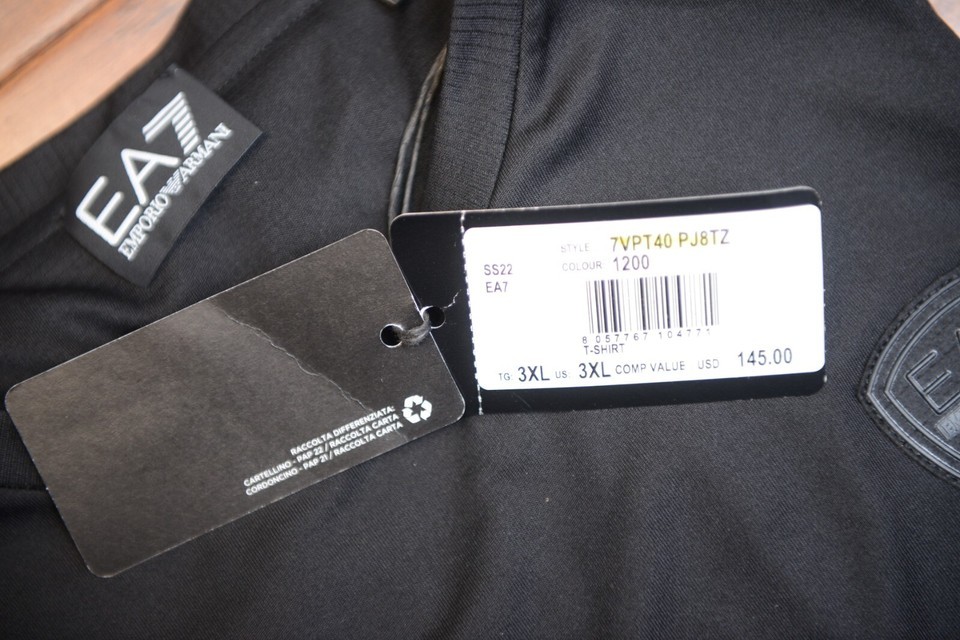 EA7
EMPORIO ARMANI
STYLE 7VPT40 PJ8TZ
SS22 COLOUR 1200
EA7
8 057767 104771
T-SHIRT
TG: 3XL US: 3XL COMP VALUE USD 145.00
RACCOLTA DIFFERENZIATA:
CARTELLINO - PAP 22 / RACCOLTA CARTA
CORDONCINO - PAP 21 / RACCOLTA CARTA